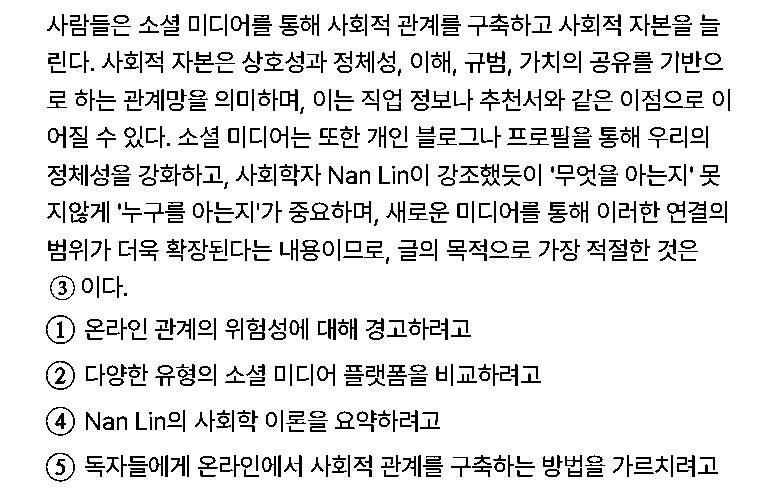 사람들은 소셜 미디어를 통해 사회적 관계를 구축하고 사회적 자본을 늘
린다. 사회적 자본은 상호성과 정체성, 이해, 규범, 가치의 공유를 기반으
로 하는 관계망을 의미하며, 이는 직업 정보나 추천서와 같은 이점으로 이
어질 수 있다. 소셜 미디어는 또한 개인 블로그나 프로필을 통해 우리의
정체성을 강화하고, 사회학자 Nan Lin이 강조했듯이 '무엇을 아는지' 못
지않게 '누구를 아는지'가 중요하며, 새로운 미디어를 통해 이러한 연결의
범위가 더욱 확장된다는 내용이므로, 글의 목적으로 가장 적절한 것은
③이다.
① 온라인 관계의 위험성에 대해 경고하려고
② 다양한 유형의 소셜 미디어 플랫폼을 비교하려고
④ Nan Lin의 사회학 이론을 요약하려고
⑤ 독자들에게 온라인에서 사회적 관계를 구축하는 방법을 가르치려고